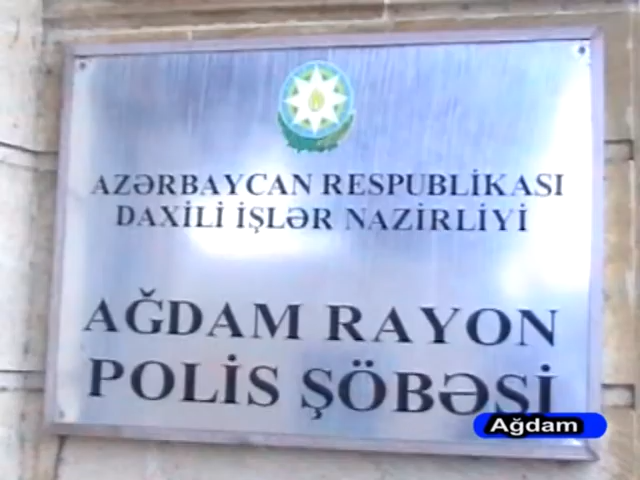 AZƏRBAYCAN RESPUBLİKASI
DAXİLİ İŞLƏR NAZİRLİYİ
AĞDAM RAYON
POLİS ŞÖBƏSİ
Ağdam